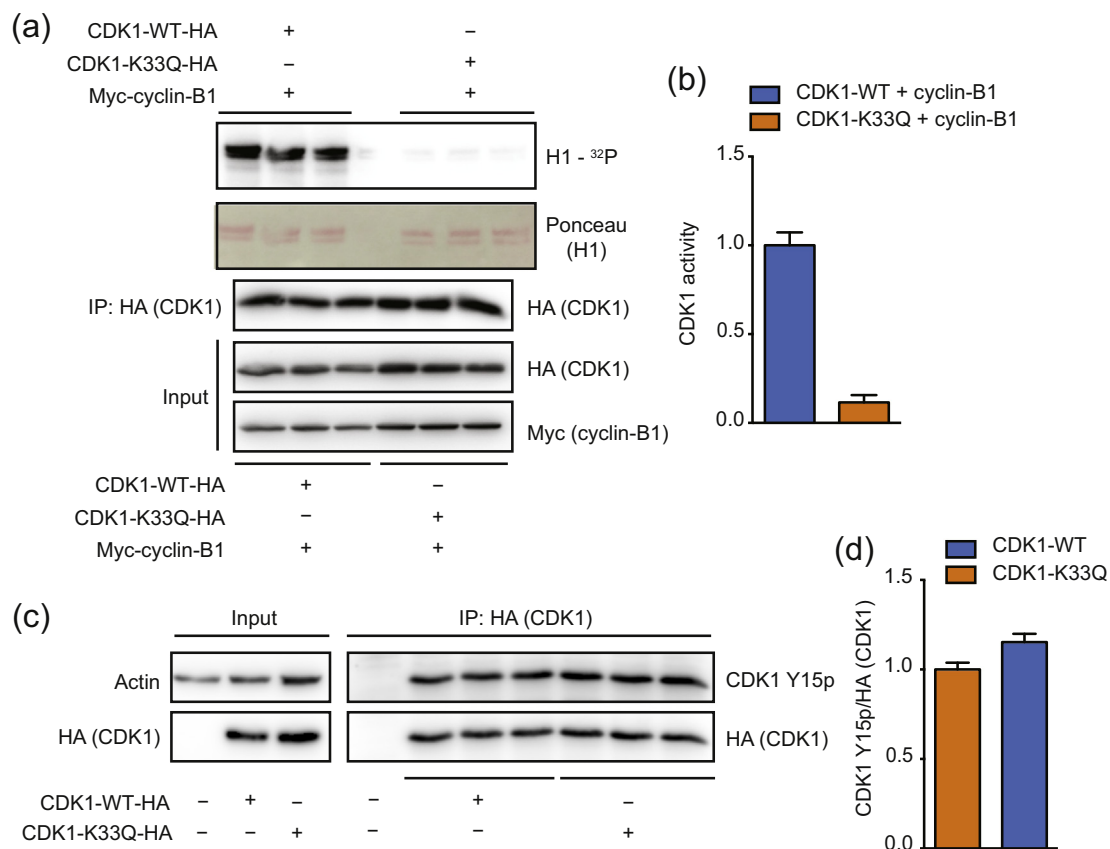 (a)
CDK1-WT-HA + –
CDK1-K33Q-HA – +
Myc-cyclin-B1 + +
H1 - ³²P
Ponceau
(H1)
IP: HA (CDK1) HA (CDK1)
Input
HA (CDK1)
Myc (cyclin-B1)
CDK1-WT-HA + –
CDK1-K33Q-HA – +
Myc-cyclin-B1 + +
(b)
CDK1-WT + cyclin-B1
CDK1-K33Q + cyclin-B1
CDK1 activity
1.5
1.0
0.5
0.0
(c)
Input IP: HA (CDK1)
Actin CDK1 Y15p
HA (CDK1) HA (CDK1)
CDK1-WT-HA – + – – + –
CDK1-K33Q-HA – – + – – +
(d)
CDK1-WT
CDK1-K33Q
CDK1 Y15p/HA (CDK1)
1.5
1.0
0.5
0.0